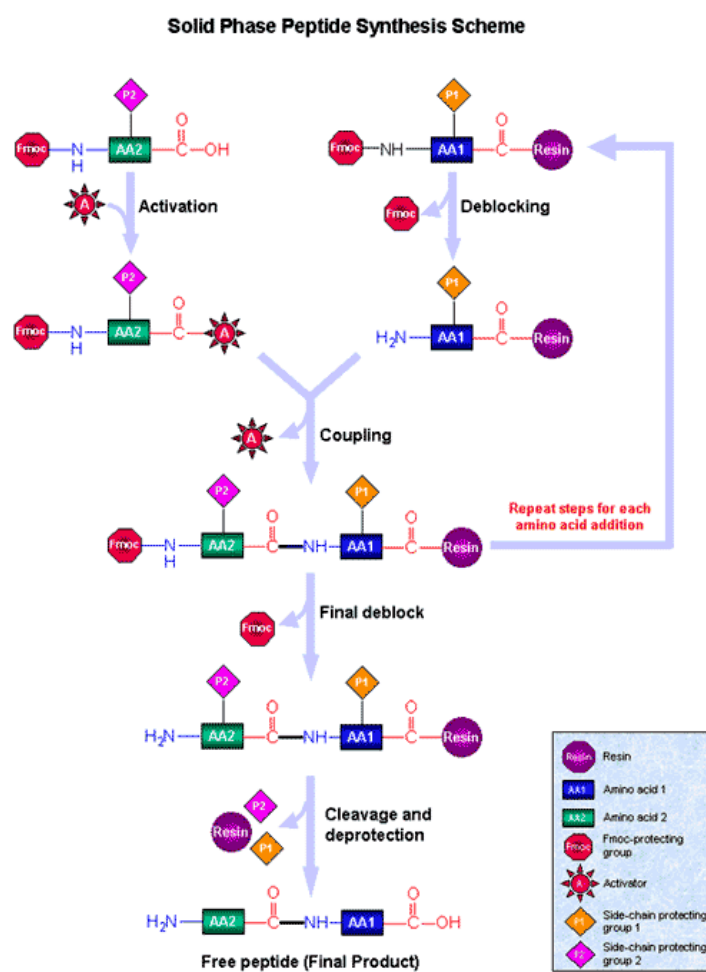 Solid Phase Peptide Synthesis Scheme
P2
P1
Fmoc N H AA2 C O OH
Fmoc NH AA1 C O Resin
A Activation
Fmoc Deblocking
P2
P1
Fmoc N H AA2 C O A
H₂N AA1 C O Resin
A Coupling
P2
P1
Repeat steps for each
amino acid addition
Fmoc N H AA2 C O NH AA1 C O Resin
Fmoc Final deblock
P2
P1
H₂N AA2 C O NH AA1 C O Resin
P2
Resin
P1
Cleavage and
deprotection
H₂N AA2 C O NH AA1 C O OH
Free peptide (Final Product)
Resin Resin
AA1 Amino acid 1
AA2 Amino acid 2
Fmoc Fmoc-protecting
group
A Activator
P1 Side-chain protecting
group 1
P2 Side-chain protecting
group 2